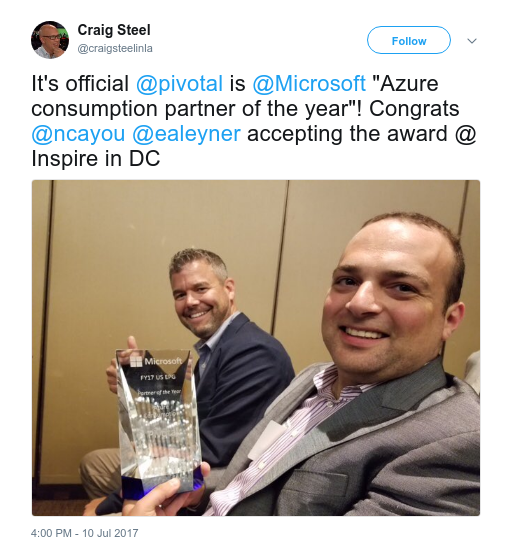 Craig Steel
@craigsteelinla
Follow
It's official @pivotal is @Microsoft "Azure
consumption partner of the year"! Congrats
@ncayou @ealeyner accepting the award @
Inspire in DC
Microsoft
FY17 US EPG
Partner of the Year
4:00 PM - 10 Jul 2017